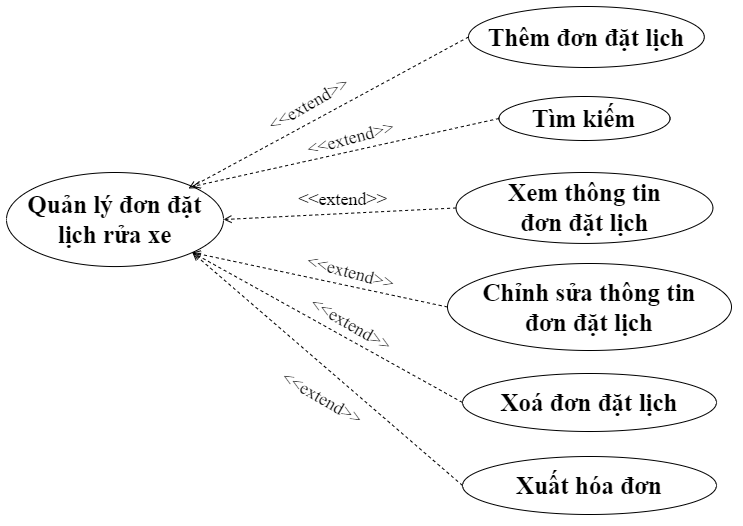 Thêm đơn đặt lịch
<<extend>>
Tìm kiếm
<<extend>>
Quản lý đơn đặt
lịch rửa xe
<<extend>>
Xem thông tin
đơn đặt lịch
<<extend>>
Chỉnh sửa thông tin
đơn đặt lịch
<<extend>>
Xoá đơn đặt lịch
<<extend>>
Xuất hóa đơn